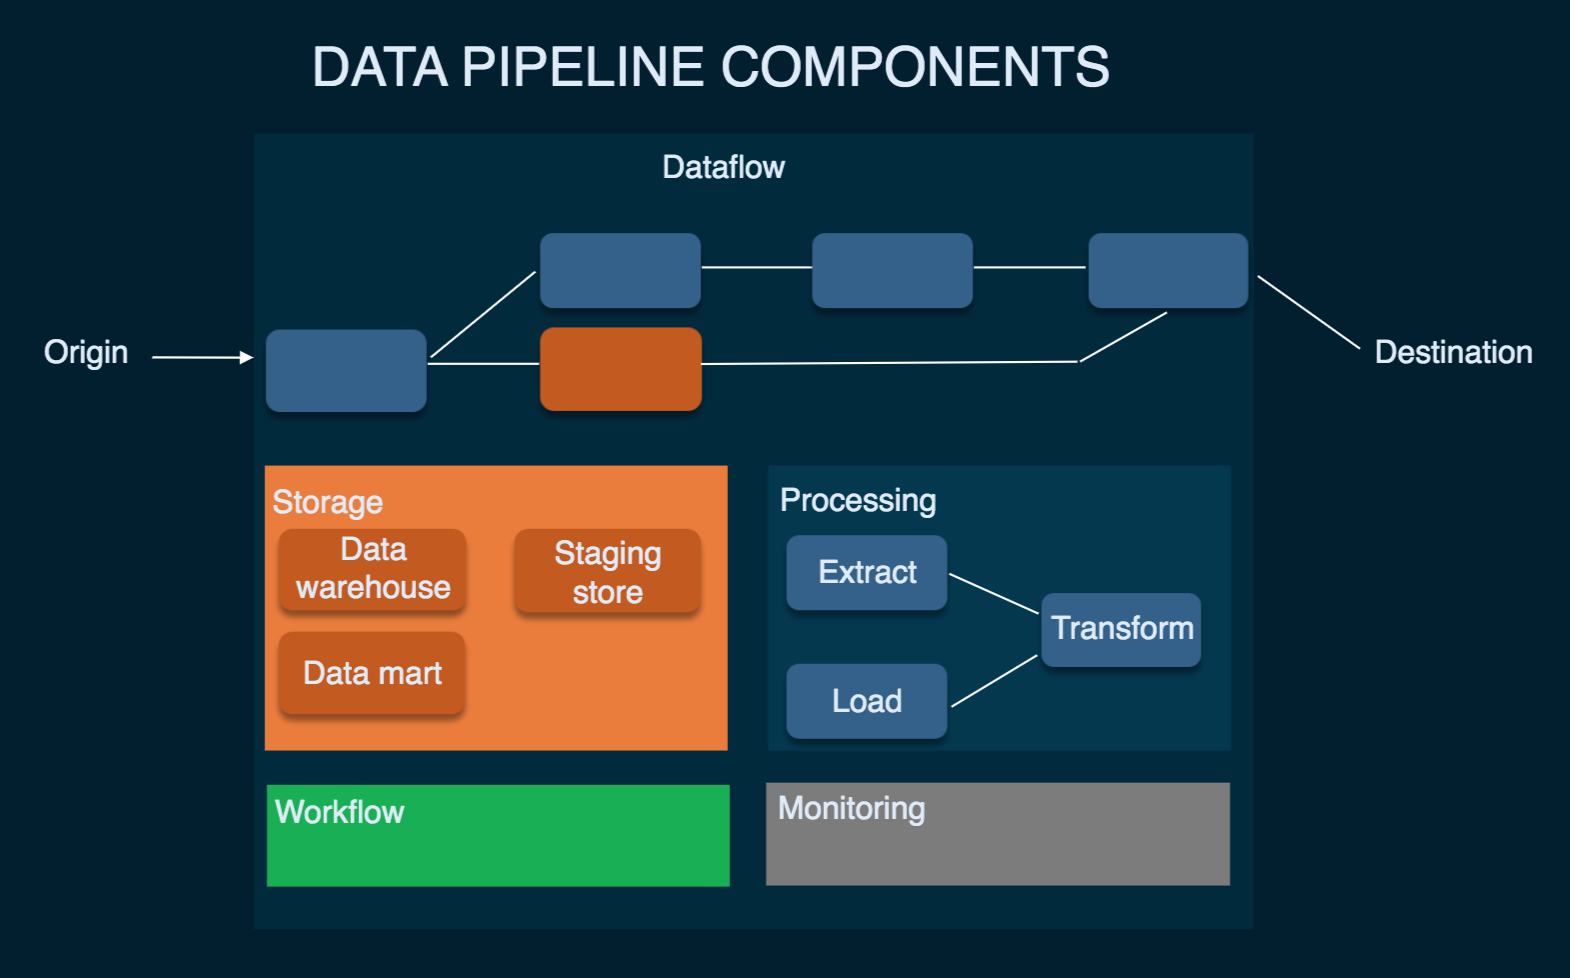 DATA PIPELINE COMPONENTS
Dataflow
Origin
Destination
Storage
Data
warehouse
Staging
store
Data mart
Processing
Extract
Transform
Load
Workflow
Monitoring